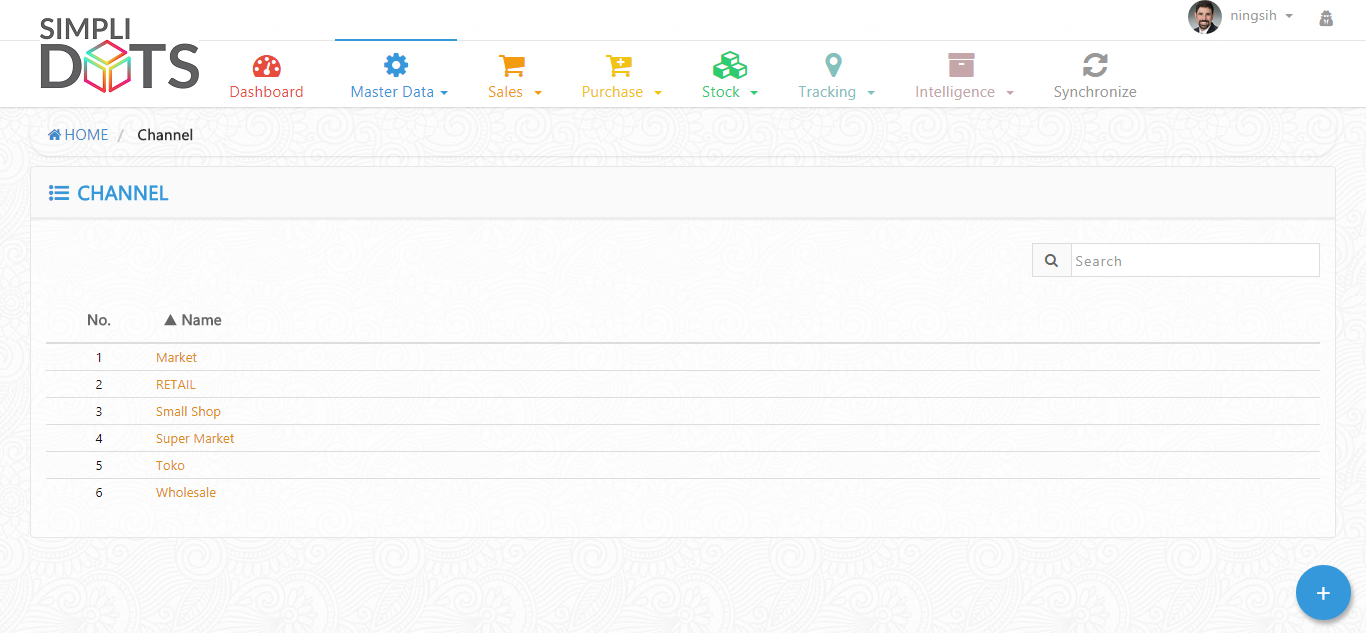 SIMPLI
DOTS
ningsih
Dashboard
Master Data
Sales
Purchase
Stock
Tracking
Intelligence
Synchronize
HOME / Channel
CHANNEL
Search
No. ▲ Name
1 Market
2 RETAIL
3 Small Shop
4 Super Market
5 Toko
6 Wholesale
+